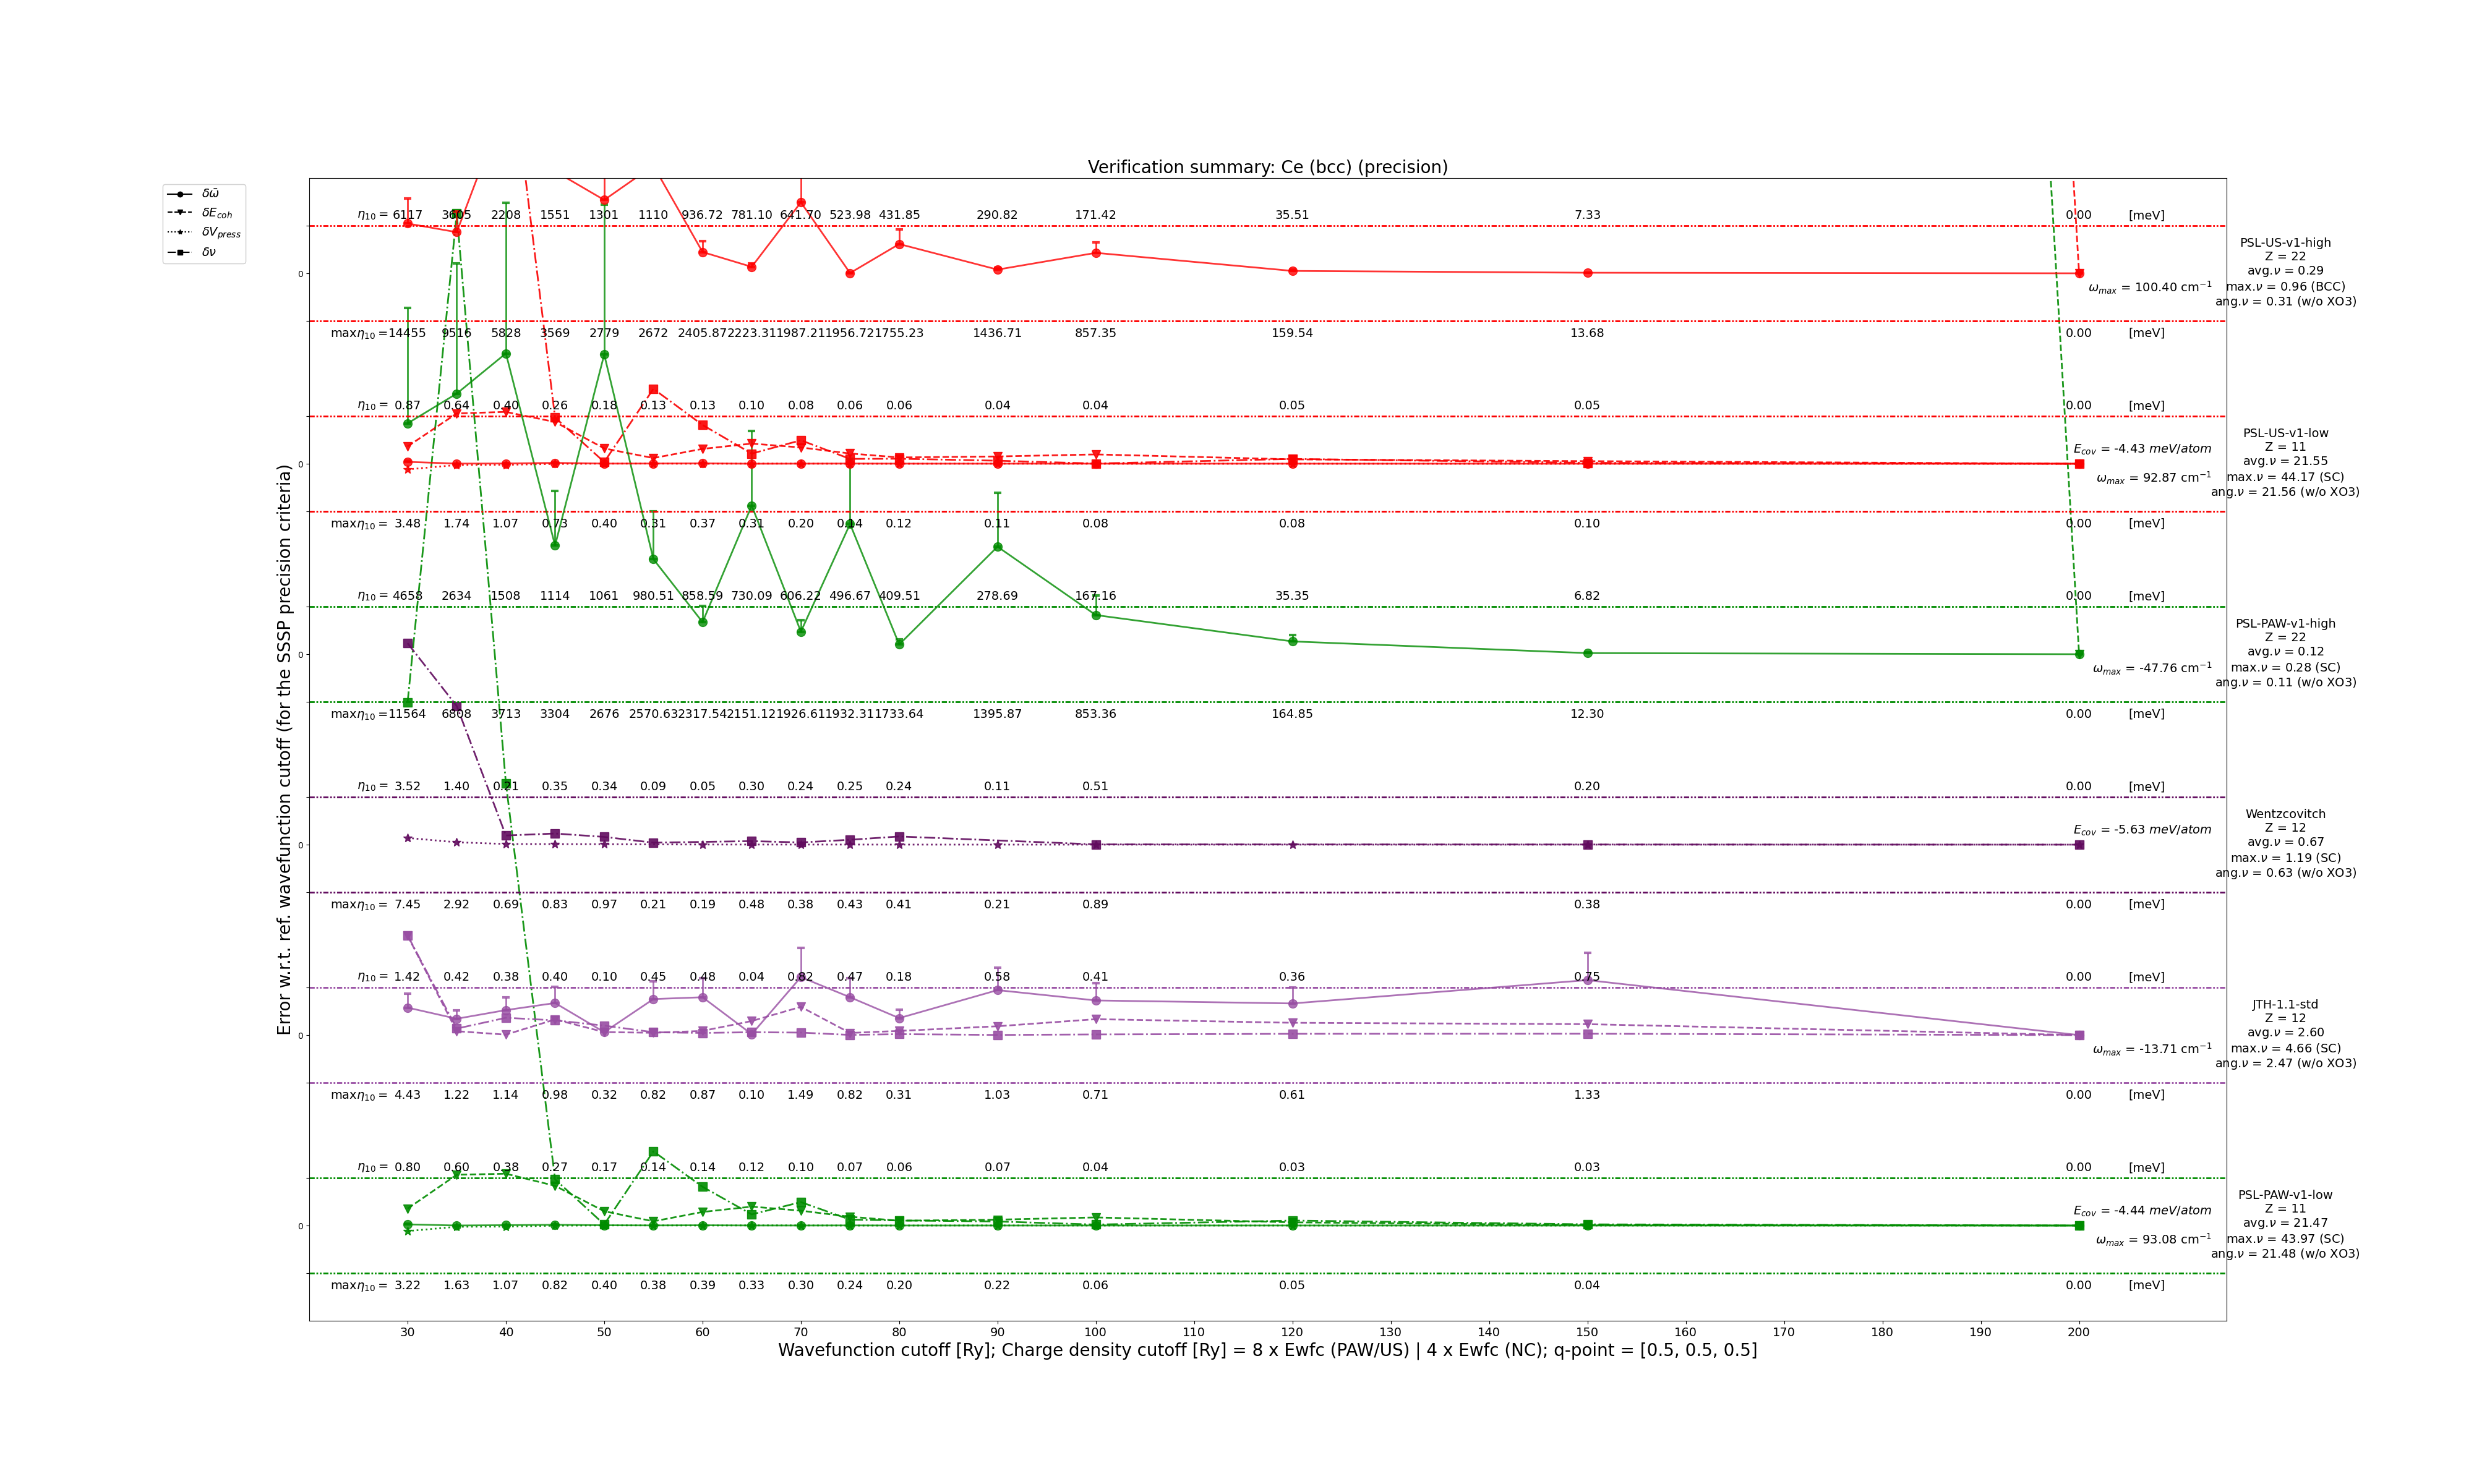 Verification summary: Ce (bcc) (precision)
δω̄
δE_coh
δV_press
δν
Error w.r.t. ref. wavefunction cutoff (for the SSSP precision criteria)
η₁₀ = 6117 3605 2208 1551 1301 1110 936.72 781.10 641.70 523.98 431.85 290.82 171.42 35.51 7.33 0.00 [meV]
0
PSL-US-v1-high
Z = 22
avg.ν = 0.29
ω_max = 100.40 cm⁻¹ max.ν = 0.96 (BCC)
ang.ν = 0.31 (w/o XO3)
maxη₁₀ = 14455 9516 5828 3569 2779 2672 2405.87 2223.31 1987.21 1956.72 1755.23 1436.71 857.35 159.54 13.68 0.00 [meV]
η₁₀ = 0.87 0.64 0.40 0.26 0.18 0.13 0.13 0.10 0.08 0.06 0.06 0.04 0.04 0.05 0.05 0.00 [meV]
0
PSL-US-v1-low
Z = 11
E_cov = -4.43 meV/atom
avg.ν = 21.55
ω_max = 92.87 cm⁻¹ max.ν = 44.17 (SC)
ang.ν = 21.56 (w/o XO3)
maxη₁₀ = 3.48 1.74 1.07 0.73 0.40 0.31 0.37 0.31 0.20 0.14 0.12 0.11 0.08 0.08 0.10 0.00 [meV]
η₁₀ = 4658 2634 1508 1114 1061 980.51 858.59 730.09 606.22 496.67 409.51 278.69 167.16 35.35 6.82 0.00 [meV]
0
PSL-PAW-v1-high
Z = 22
avg.ν = 0.12
ω_max = -47.76 cm⁻¹ max.ν = 0.28 (SC)
ang.ν = 0.11 (w/o XO3)
maxη₁₀ = 11564 6808 3713 3304 2676 2570.63 2317.54 2151.12 1926.61 1932.31 1733.64 1395.87 853.36 164.85 12.30 0.00 [meV]
η₁₀ = 3.52 1.40 0.21 0.35 0.34 0.09 0.05 0.30 0.24 0.25 0.24 0.11 0.51 0.20 0.00 [meV]
0
Wentzcovitch
Z = 12
E_cov = -5.63 meV/atom
avg.ν = 0.67
max.ν = 1.19 (SC)
ang.ν = 0.63 (w/o XO3)
maxη₁₀ = 7.45 2.92 0.69 0.83 0.97 0.21 0.19 0.48 0.38 0.43 0.41 0.21 0.89 0.38 0.00 [meV]
η₁₀ = 1.42 0.42 0.38 0.40 0.10 0.45 0.48 0.04 0.82 0.47 0.18 0.58 0.41 0.36 0.75 0.00 [meV]
0
JTH-1.1-std
Z = 12
avg.ν = 2.60
ω_max = -13.71 cm⁻¹ max.ν = 4.66 (SC)
ang.ν = 2.47 (w/o XO3)
maxη₁₀ = 4.43 1.22 1.14 0.98 0.32 0.82 0.87 0.10 1.49 0.82 0.31 1.03 0.71 0.61 1.33 0.00 [meV]
η₁₀ = 0.80 0.60 0.38 0.27 0.17 0.14 0.14 0.12 0.10 0.07 0.06 0.07 0.04 0.03 0.03 0.00 [meV]
0
PSL-PAW-v1-low
Z = 11
E_cov = -4.44 meV/atom
avg.ν = 21.47
ω_max = 93.08 cm⁻¹ max.ν = 43.97 (SC)
ang.ν = 21.48 (w/o XO3)
maxη₁₀ = 3.22 1.63 1.07 0.82 0.40 0.38 0.39 0.33 0.30 0.24 0.20 0.22 0.06 0.05 0.04 0.00 [meV]
30 40 50 60 70 80 90 100 110 120 130 140 150 160 170 180 190 200
Wavefunction cutoff [Ry]; Charge density cutoff [Ry] = 8 x Ewfc (PAW/US) | 4 x Ewfc (NC); q-point = [0.5, 0.5, 0.5]